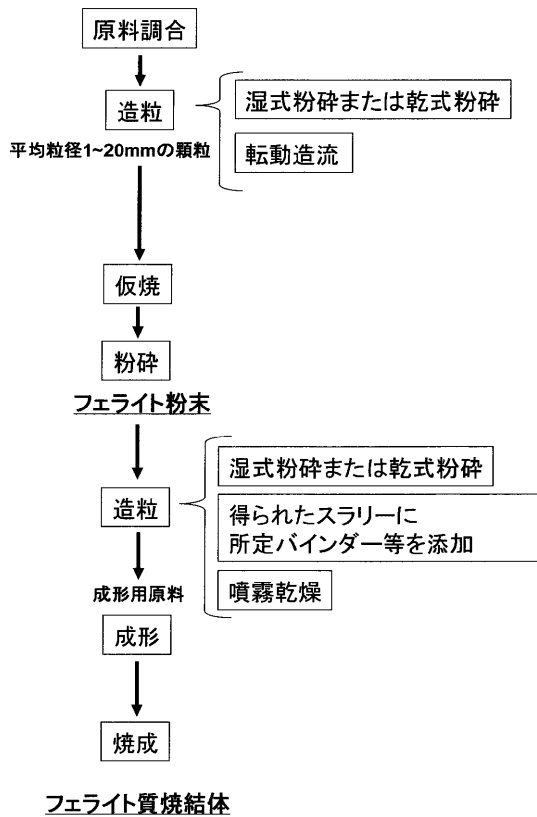 原料調合
造粒
湿式粉砕または乾式粉砕
転動造流
平均粒径1~20mmの顆粒
仮焼
粉砕
フェライト粉末
造粒
湿式粉砕または乾式粉砕
得られたスラリーに
所定バインダー等を添加
噴霧乾燥
成形用原料
成形
焼成
フェライト質焼結体